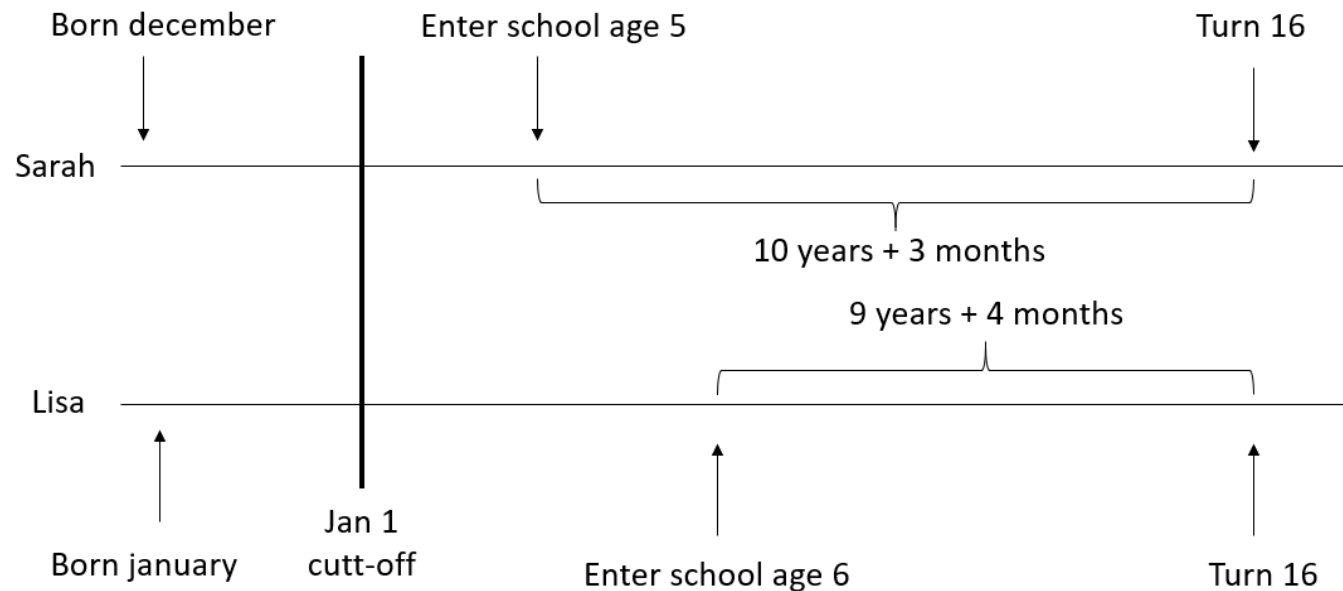 Born december
Enter school age 5
Turn 16
Sarah
10 years + 3 months
9 years + 4 months
Lisa
Jan 1
cutt-off
Born january
Enter school age 6
Turn 16